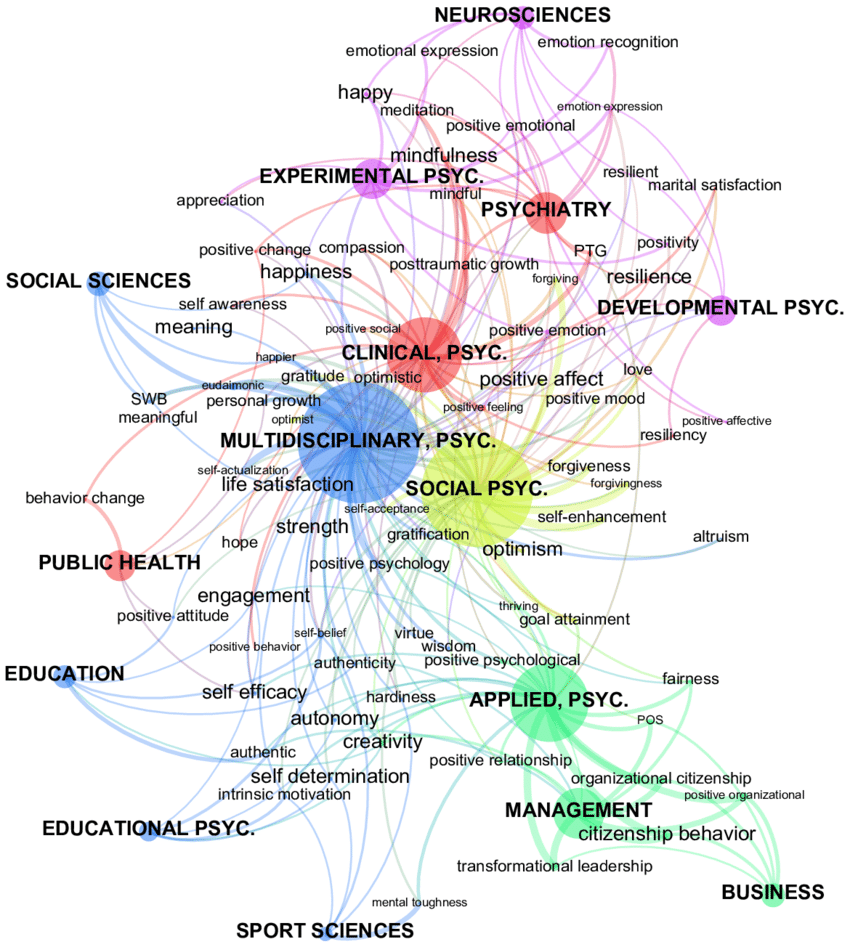 NEUROSCIENCES
emotion recognition
emotional expression
happy
meditation
emotion expression
positive emotional
mindfulness
EXPERIMENTAL PSYC.
resilient
marital satisfaction
mindful
appreciation
PSYCHIATRY
positive change
compassion
PTG
positivity
posttraumatic growth
happiness
forgiving
resilience
SOCIAL SCIENCES
self awareness
DEVELOPMENTAL PSYC.
meaning
positive social
positive emotion
CLINICAL, PSYC.
happier
gratitude
optimistic
positive affect
love
eudaimonic
SWB
personal growth
positive mood
meaningful
optimist
positive feeling
positive affective
MULTIDISCIPLINARY, PSYC.
resiliency
self-actualization
forgiveness
life satisfaction
SOCIAL PSYC.
forgivingness
behavior change
self-acceptance
self-enhancement
strength
gratification
altruism
hope
optimism
PUBLIC HEALTH
positive psychology
engagement
thriving
positive attitude
goal attainment
self-belief
virtue
positive behavior
wisdom
authenticity
positive psychological
EDUCATION
fairness
self efficacy
hardiness
APPLIED, PSYC.
autonomy
POS
creativity
authentic
positive relationship
self determination
organizational citizenship
intrinsic motivation
positive organizational
MANAGEMENT
EDUCATIONAL PSYC.
citizenship behavior
transformational leadership
BUSINESS
mental toughness
SPORT SCIENCES